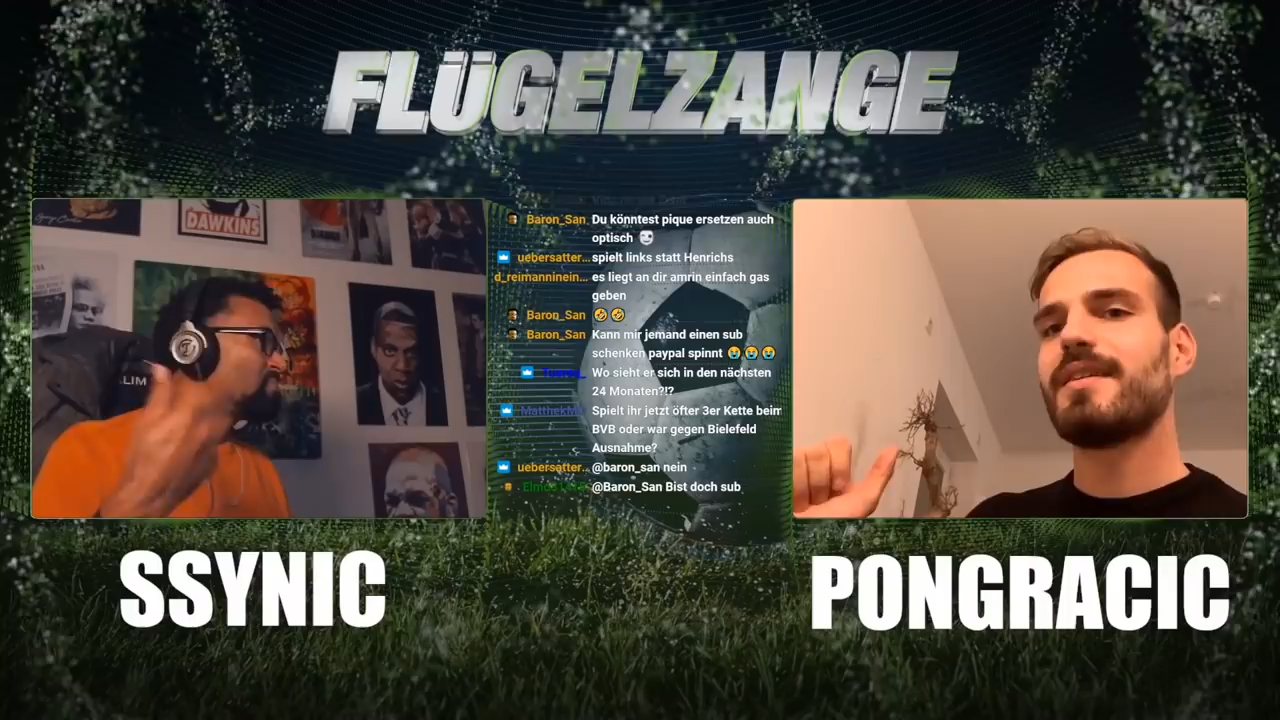 FLÜGELZANGE
DAWKINS
LIM
Baron_San Du könntest pique ersetzen auch
optisch
uebersatter... spielt links statt Henrichs
d_reimanninein... es liegt an dir amrin einfach gas
geben
Baron_San
Baron_San Kann mir jemand einen sub
schenken paypal spinnt
Wo sieht er sich in den nächsten
24 Monaten?!?
Spielt ihr jetzt öfter 3er Kette beim
BVB oder war gegen Bielefeld
Ausnahme?
uebersatter... @baron_san nein
@Baron_San Bist doch sub
SSYNIC
PONGRACIC